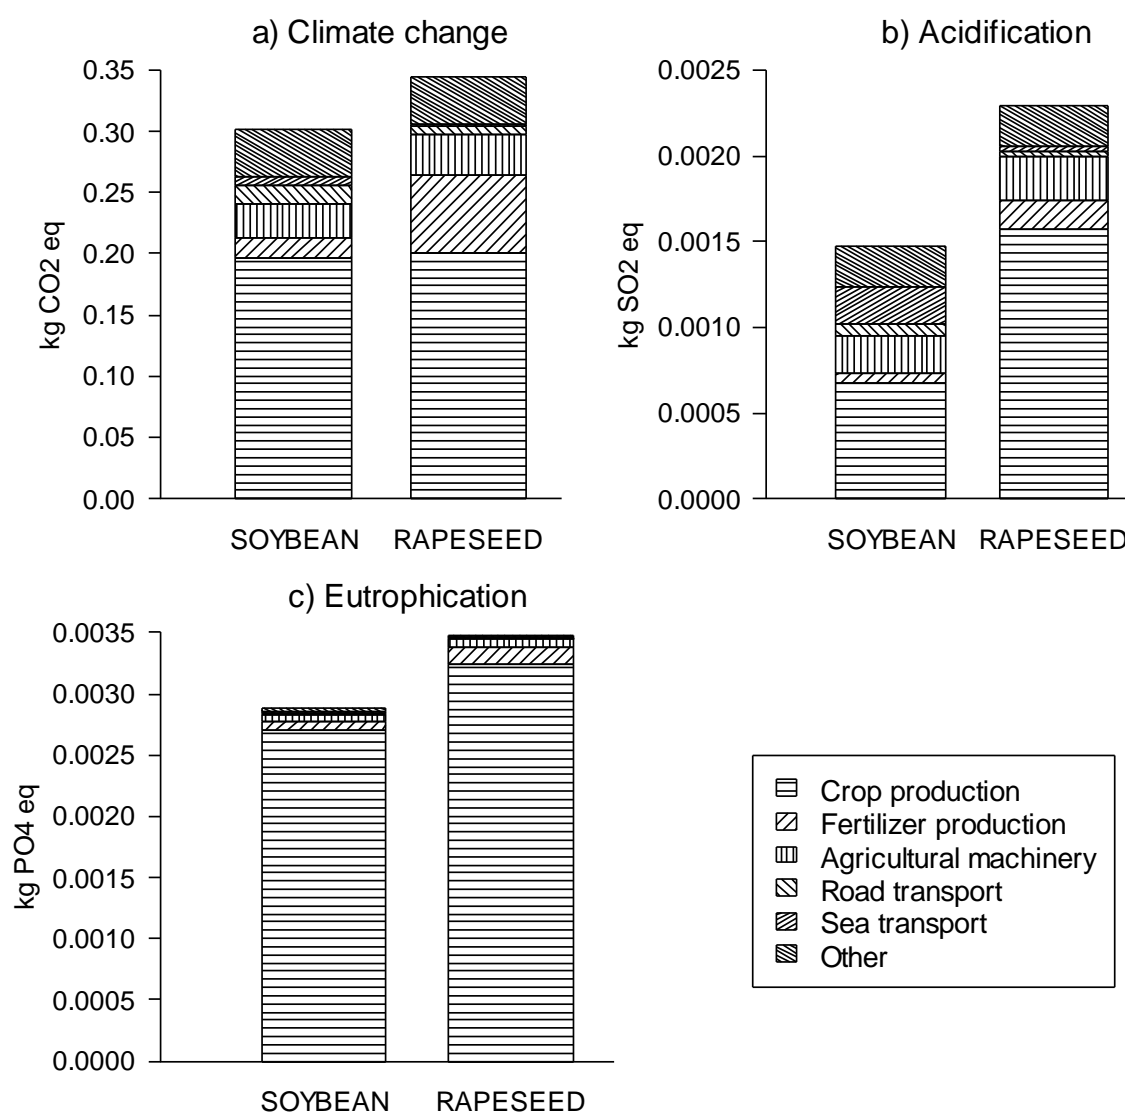 a) Climate change
kg CO2 eq
0.35
0.30
0.25
0.20
0.15
0.10
0.05
0.00
SOYBEAN RAPESEED
b) Acidification
kg SO2 eq
0.0025
0.0020
0.0015
0.0010
0.0005
0.0000
SOYBEAN RAPESEED
c) Eutrophication
kg PO4 eq
0.0035
0.0030
0.0025
0.0020
0.0015
0.0010
0.0005
0.0000
SOYBEAN RAPESEED
Crop production
Fertilizer production
Agricultural machinery
Road transport
Sea transport
Other